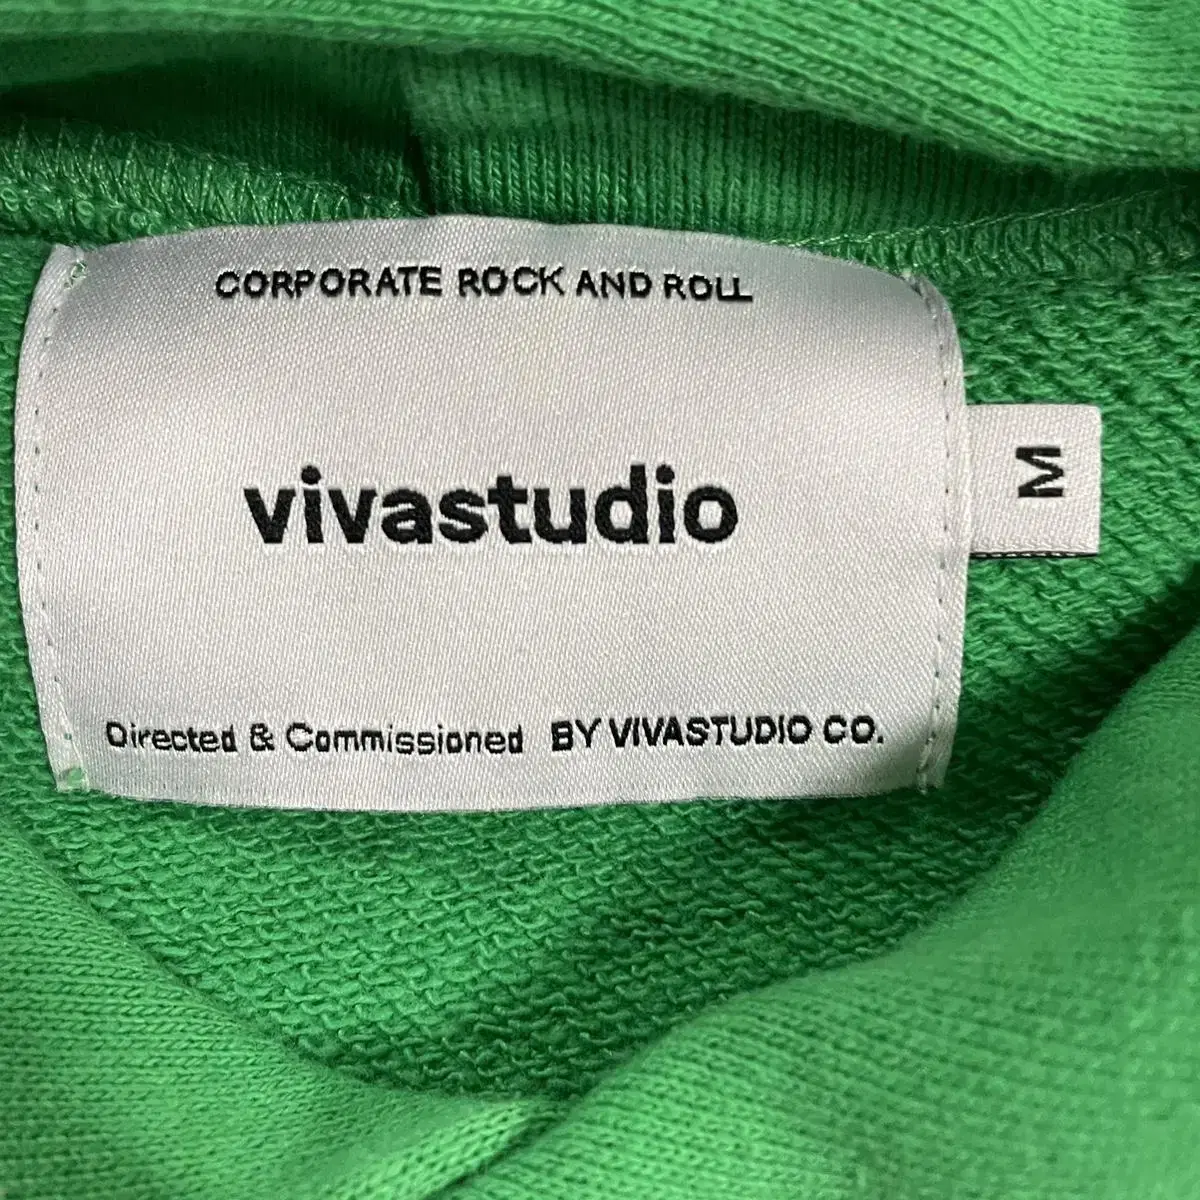 CORPORATE ROCK AND ROLL
vivastudio
M
Directed & Commissioned BY VIVASTUDIO CO.